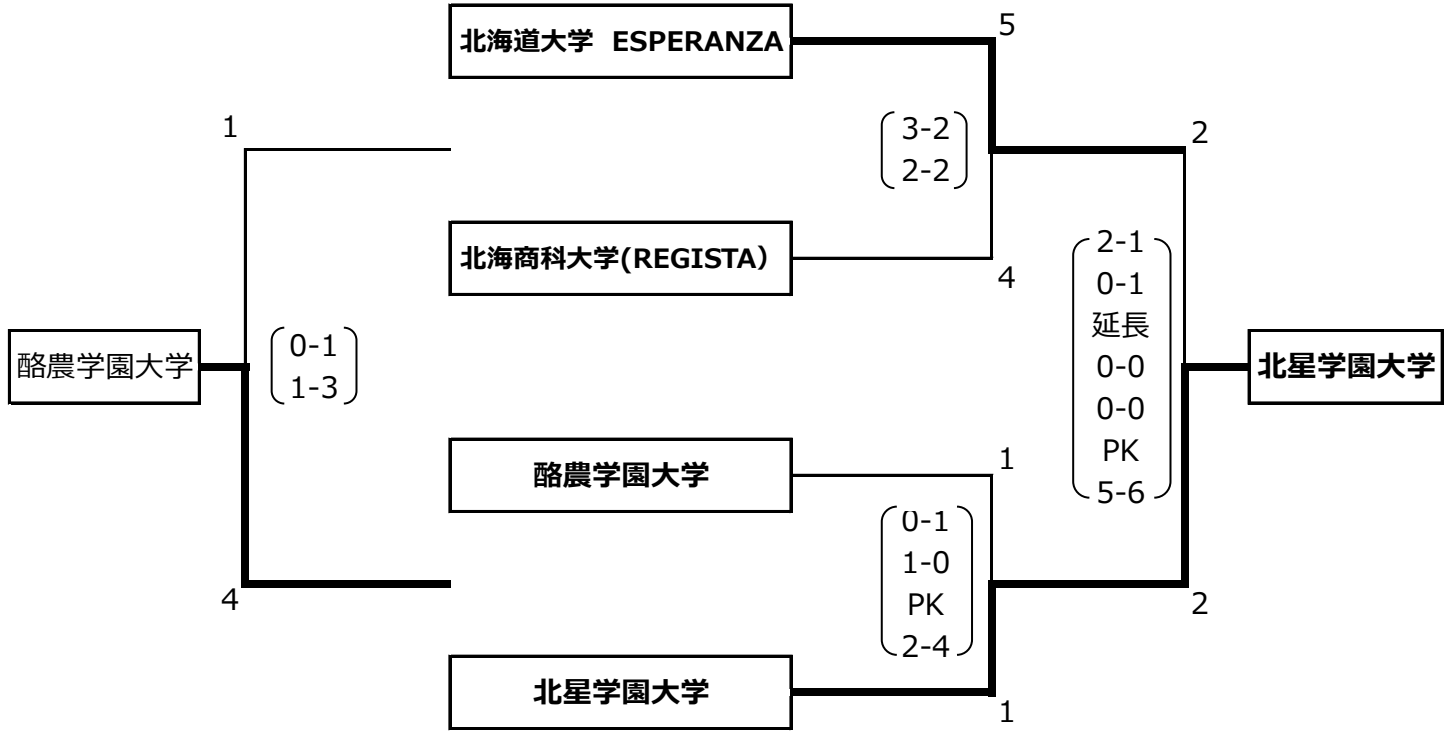 北海道大学 ESPERANZA
5
1
3-2
2-2
2
北海商科大学(REGISTA）
4
2-1
0-1
延長
0-0
0-0
PK
5-6
酪農学園大学
0-1
1-3
北星学園大学
酪農学園大学
1
0-1
1-0
PK
2-4
4
2
北星学園大学
1